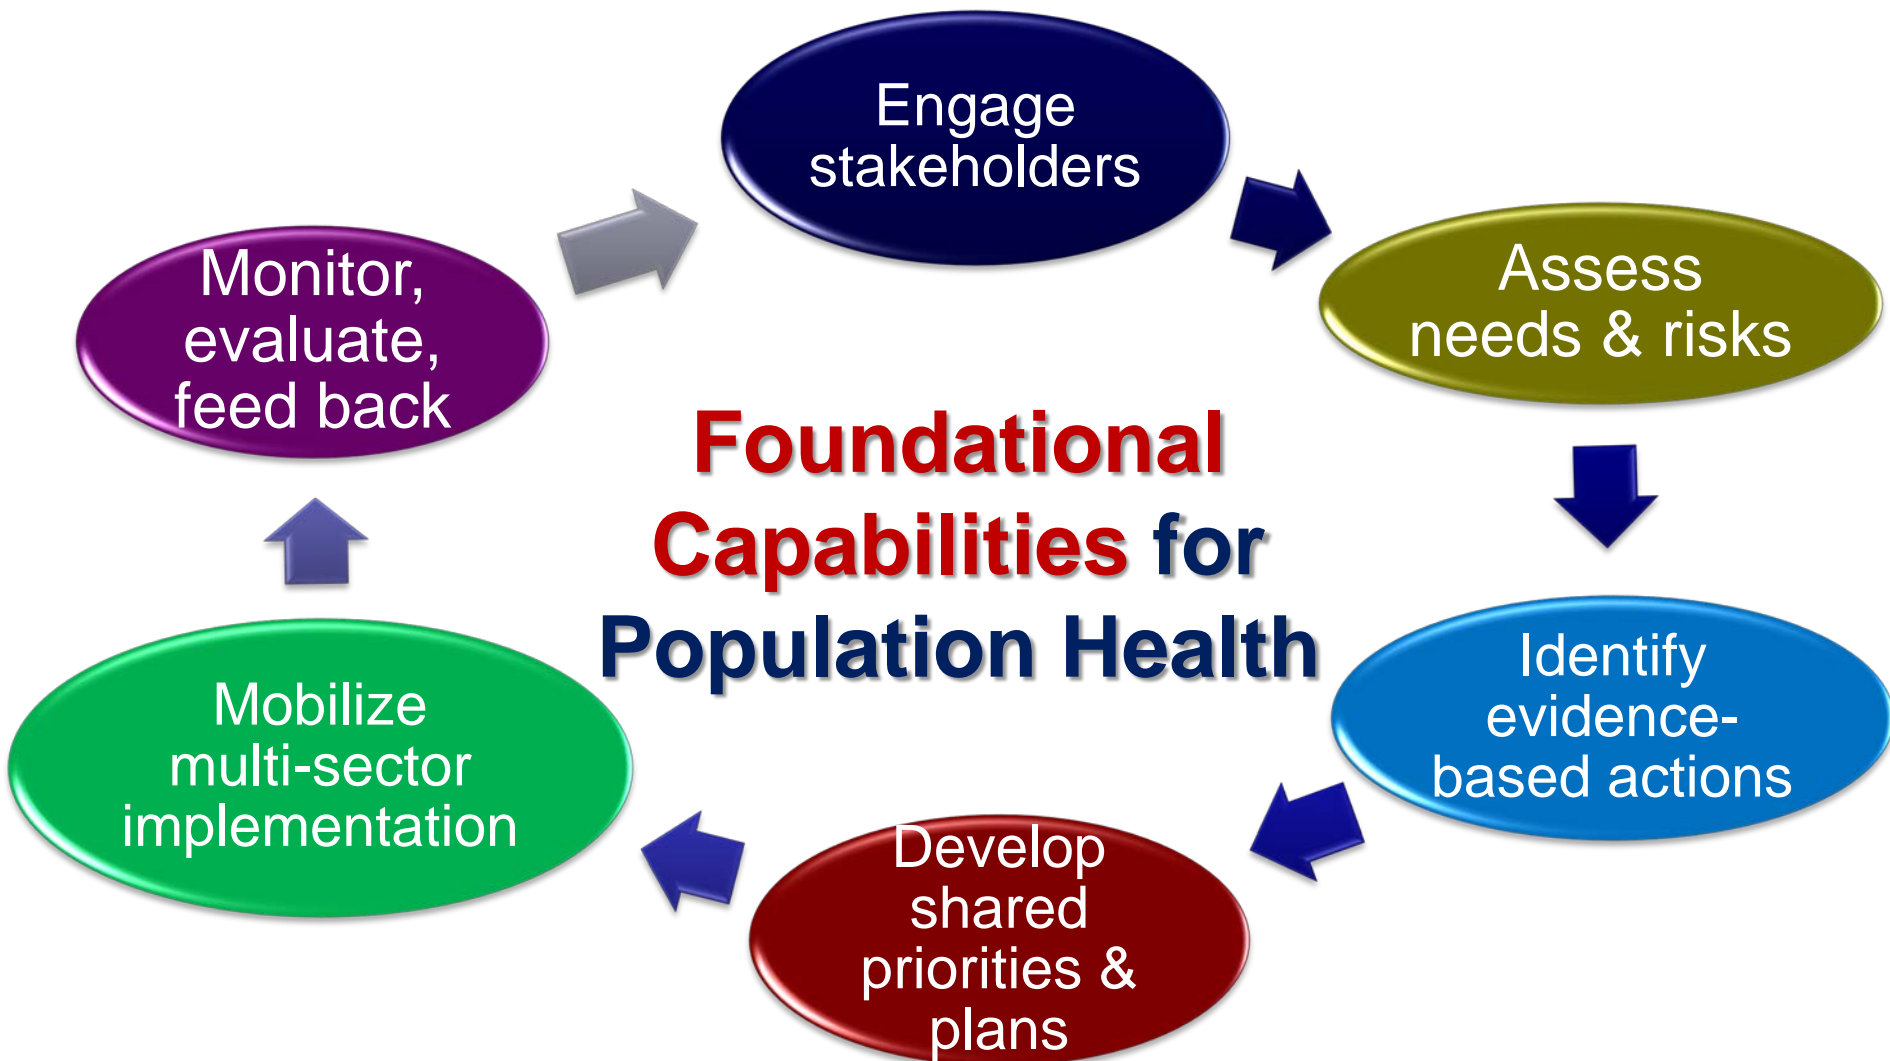 Engage
stakeholders
Assess
needs & risks
Identify
evidence-
based actions
Develop
shared
priorities &
plans
Mobilize
multi-sector
implementation
Monitor,
evaluate,
feed back
Foundational
Capabilities for
Population Health